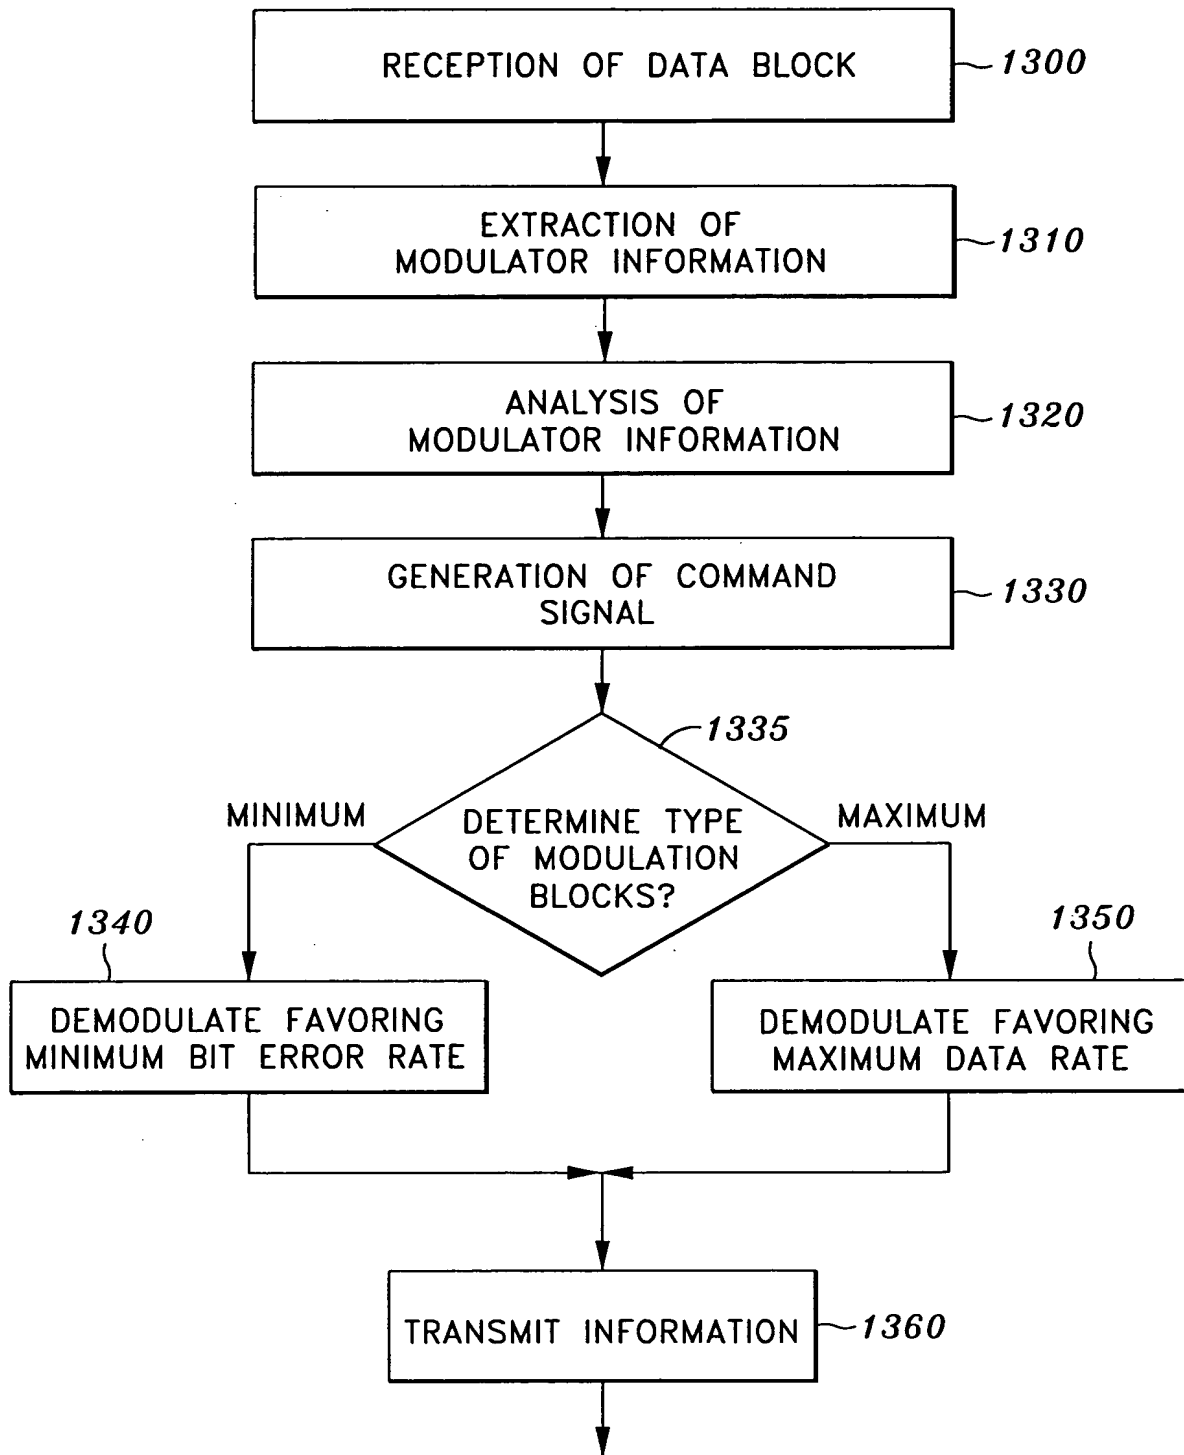 RECEPTION OF DATA BLOCK
1300
EXTRACTION OF
MODULATOR INFORMATION
1310
ANALYSIS OF
MODULATOR INFORMATION
1320
GENERATION OF COMMAND
SIGNAL
1330
1335
MINIMUM
MAXIMUM
DETERMINE TYPE
OF MODULATION
BLOCKS?
1340
1350
DEMODULATE FAVORING
MINIMUM BIT ERROR RATE
DEMODULATE FAVORING
MAXIMUM DATA RATE
TRANSMIT INFORMATION
1360